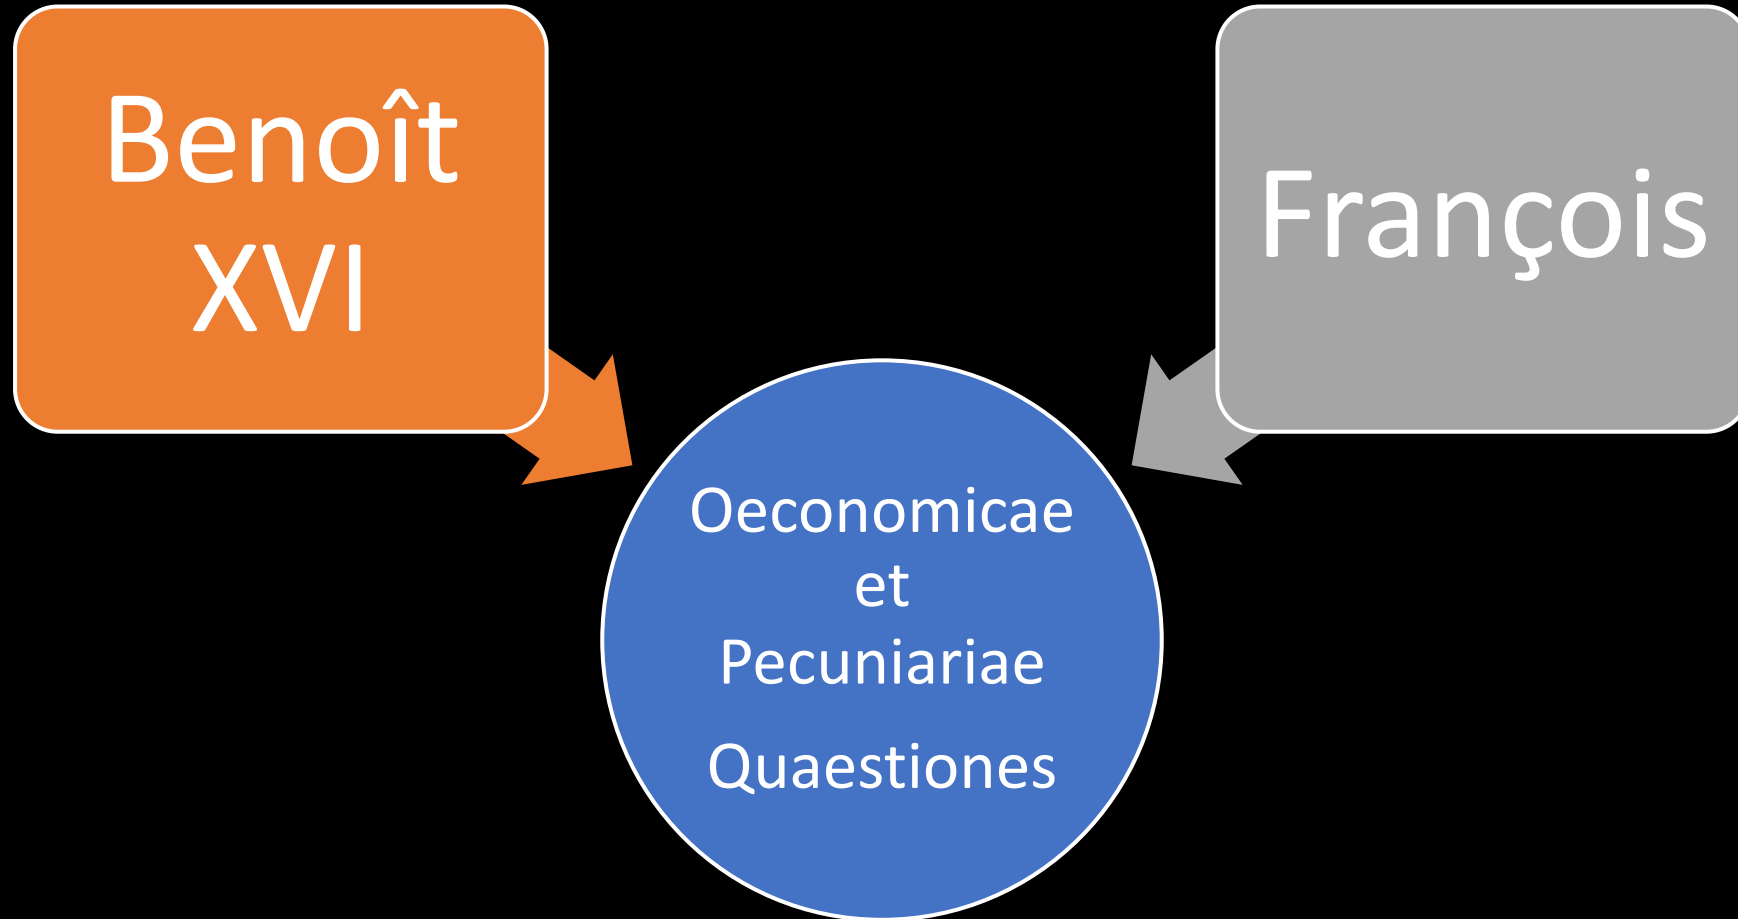 Benoît
XVI
François
Oeconomicae
et
Pecuniariae
Quaestiones